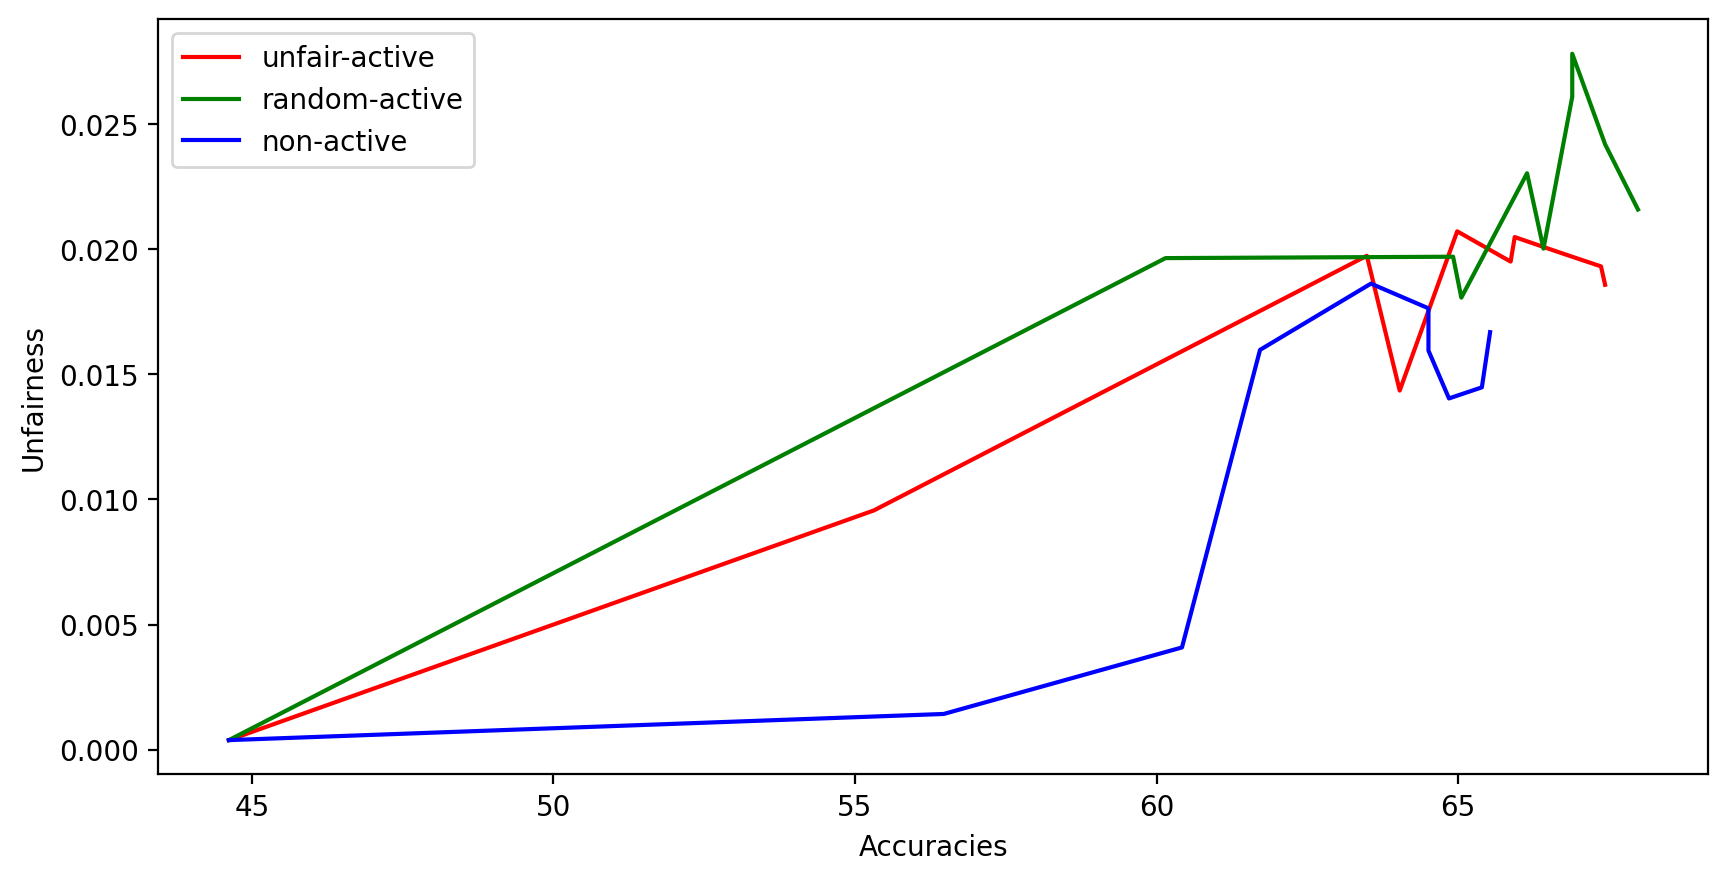 unfair-active
random-active
non-active
Unfairness
0.025
0.020
0.015
0.010
0.005
0.000
45 50 55 60 65
Accuracies